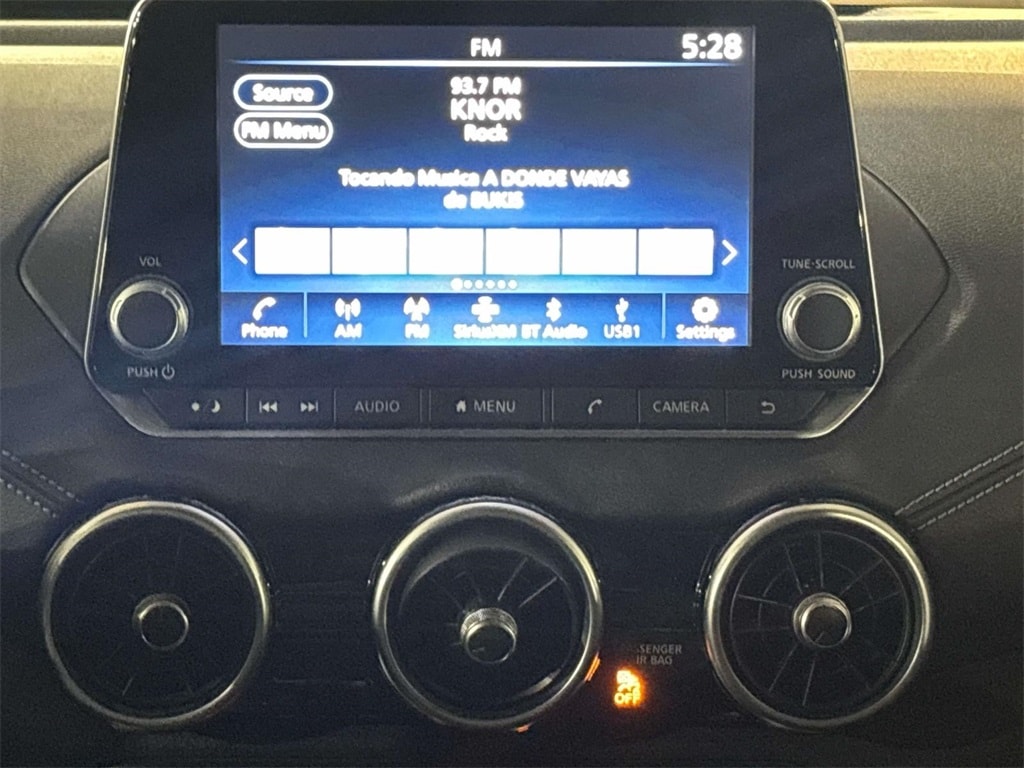 FM
5:28
Source
FM Menu
93.7 FM
KNOR
Rock
Tocando Musica A DONDE VAYAS
de BUKIS
Phone
AM
FM
SiriusXM
BT Audio
USB1
Settings
VOL
PUSH
TUNE·SCROLL
PUSH SOUND
AUDIO
MENU
CAMERA
SENGER
R BAG
OFF